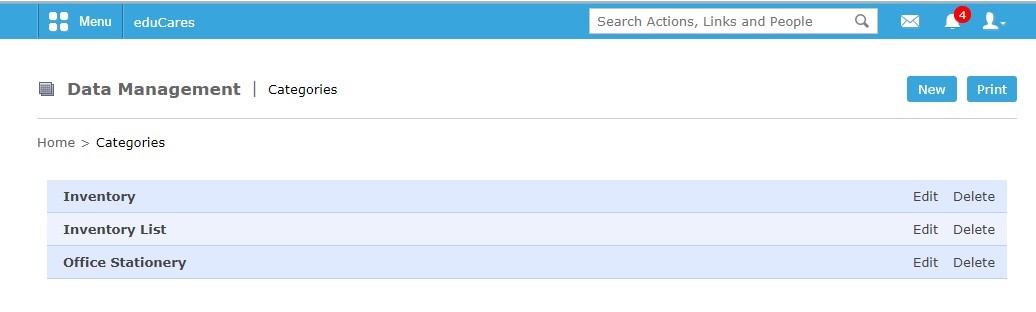 Menu eduCares Search Actions, Links and People 4
Data Management | Categories New Print
Home > Categories
Inventory Edit Delete
Inventory List Edit Delete
Office Stationery Edit Delete